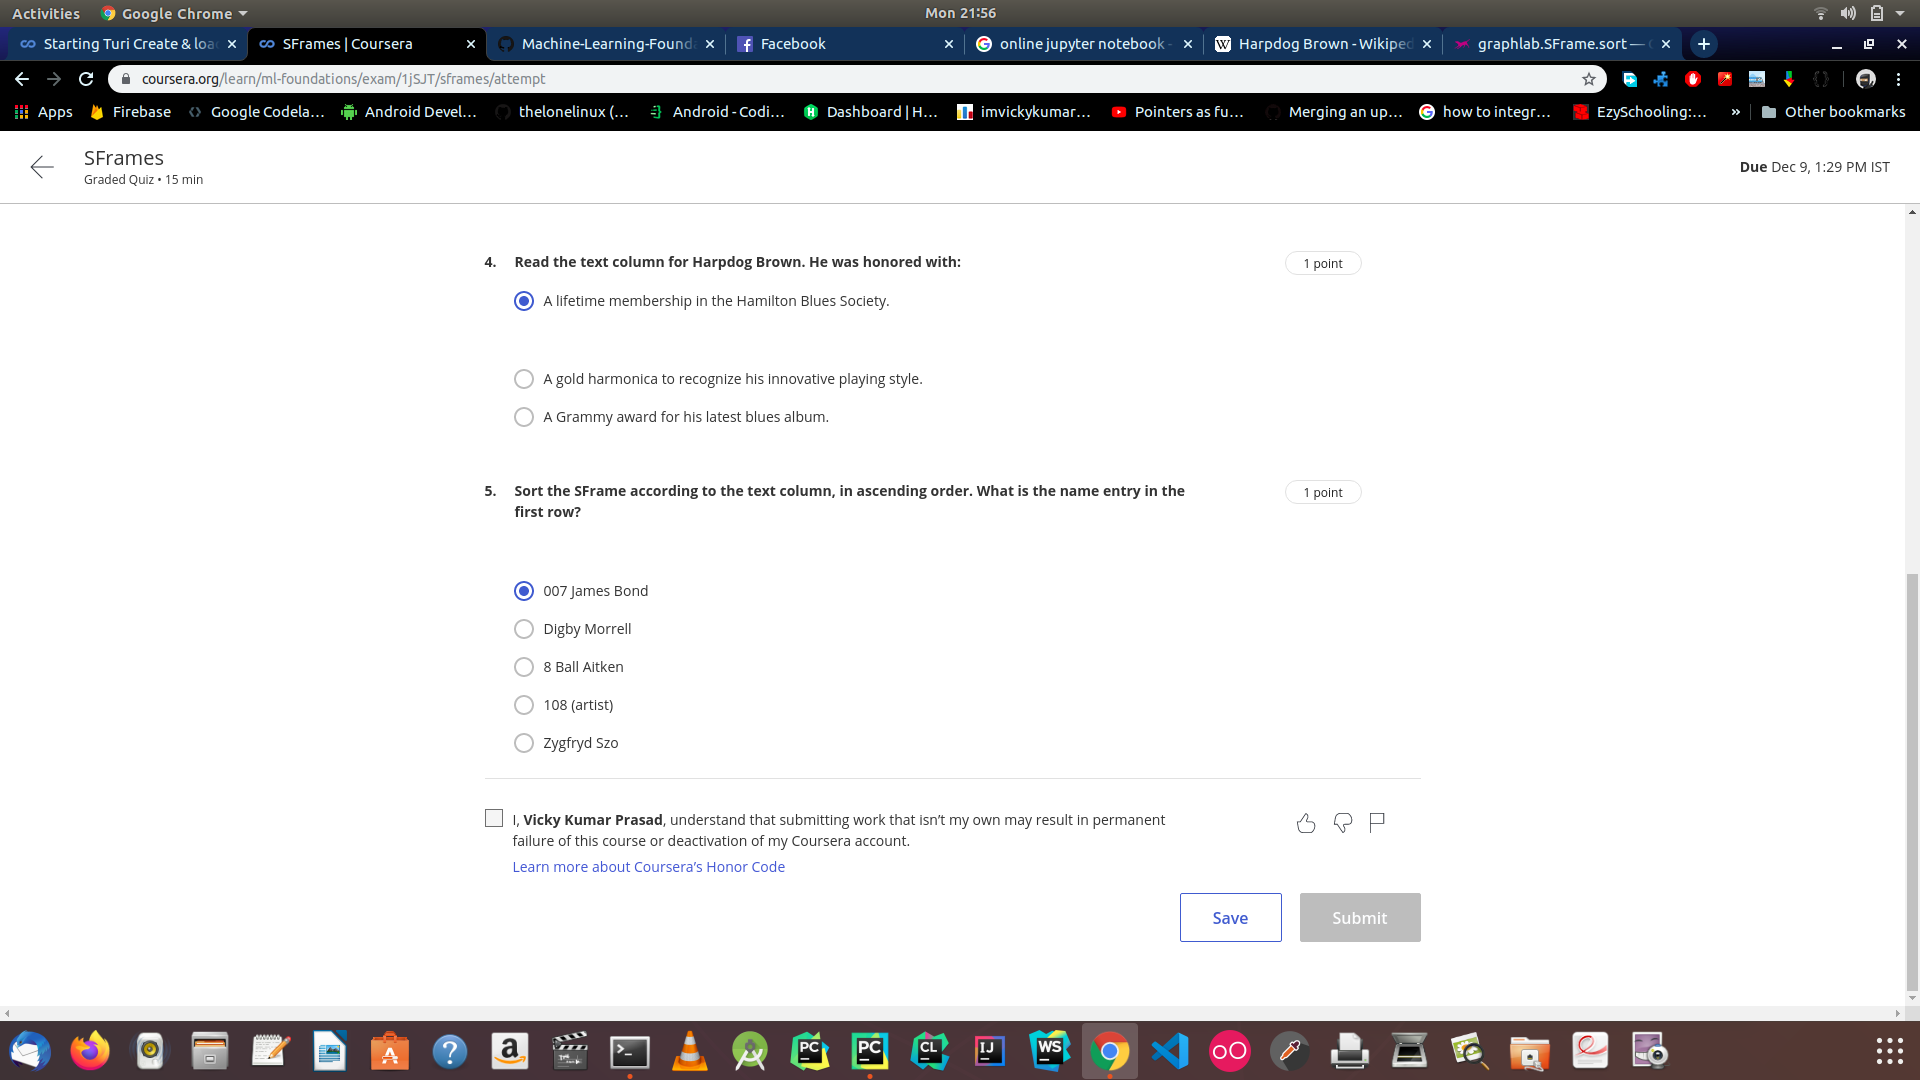 Activities
Google Chrome
Mon 21:56
Starting Turi Create & loa
SFrames | Coursera
Machine-Learning-Found
Facebook
online jupyter notebook -
Harpdog Brown - Wikiped
graphlab.SFrame.sort —
coursera.org/learn/ml-foundations/exam/1jSJT/sframes/attempt
Apps
Firebase
Google Codela...
Android Devel...
thelonelinux (...
Android - Codi...
Dashboard | H...
imvickykumar...
Pointers as fu...
Merging an up...
how to integr...
EzySchooling:...
»
Other bookmarks
SFrames
Graded Quiz • 15 min
Due Dec 9, 1:29 PM IST
4. Read the text column for Harpdog Brown. He was honored with:
1 point
A lifetime membership in the Hamilton Blues Society.
A gold harmonica to recognize his innovative playing style.
A Grammy award for his latest blues album.
5. Sort the SFrame according to the text column, in ascending order. What is the name entry in the
first row?
1 point
007 James Bond
Digby Morrell
8 Ball Aitken
108 (artist)
Zygfryd Szo
I, Vicky Kumar Prasad, understand that submitting work that isn’t my own may result in permanent
failure of this course or deactivation of my Coursera account.
Learn more about Coursera’s Honor Code
Save
Submit